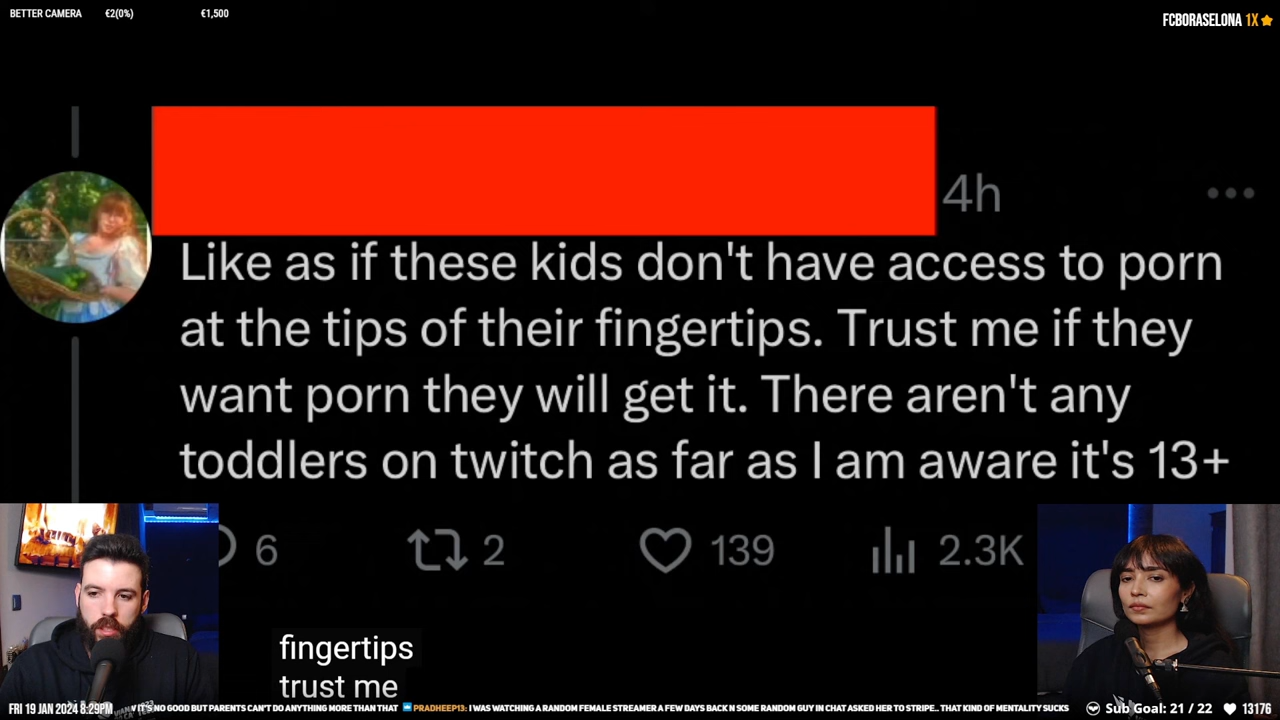 BETTER CAMERA €2(0%) €1,500
FCBORASELONA 1X
4h
Like as if these kids don't have access to porn
at the tips of their fingertips. Trust me if they
want porn they will get it. There aren't any
toddlers on twitch as far as I am aware it's 13+
6 2 139 2.3K
fingertips
trust me
FRI 19 JAN 2024 8:29PM IT'S NO GOOD BUT PARENTS CAN'T DO ANYTHING MORE THAN THAT PRADHEEP13: I WAS WATCHING A RANDOM FEMALE STREAMER A FEW DAYS BACK N SOME RANDOM GUY IN CHAT ASKED HER TO STRIPE.. THAT KIND OF MENTALITY SUCKS Sub Goal: 21 / 22 13176